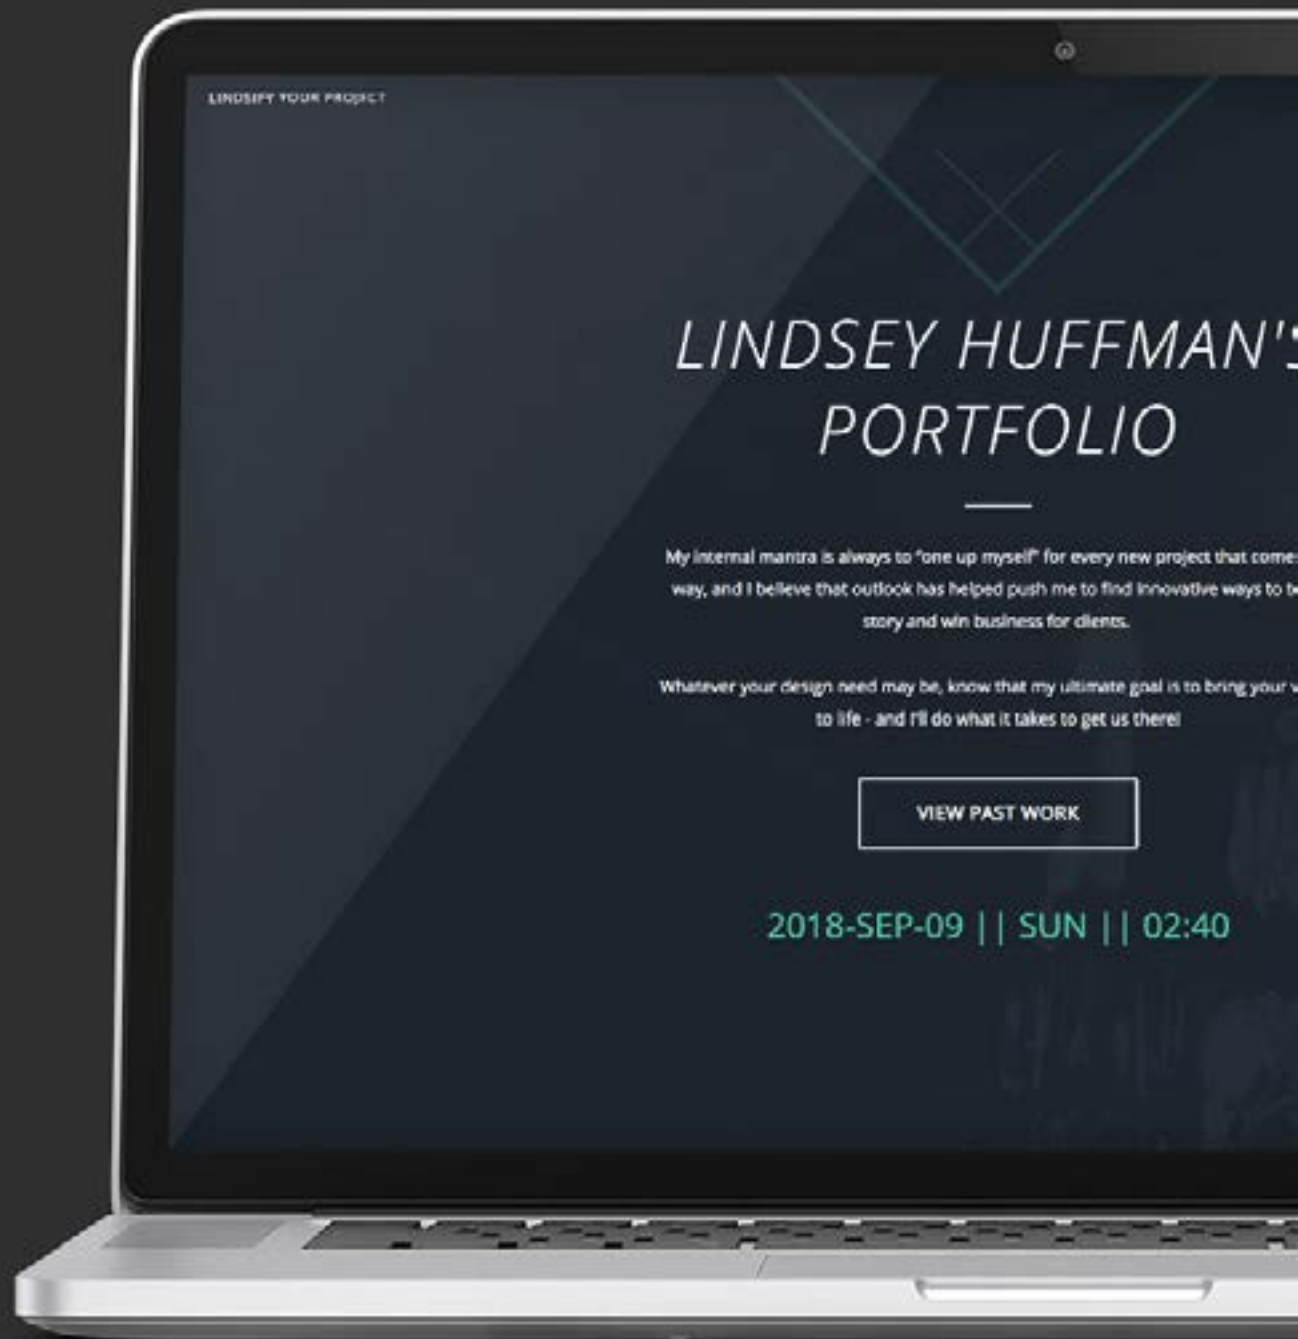 LINDSIFY YOUR PROJECT
LINDSEY HUFFMAN'S
PORTFOLIO
My internal mantra is always to "one up myself" for every new project that comes
way, and I believe that outlook has helped push me to find innovative ways to
story and win business for clients.
Whatever your design need may be, know that my ultimate goal is to bring your
to life - and I'll do what it takes to get us there!
VIEW PAST WORK
2018-SEP-09 || SUN || 02:40